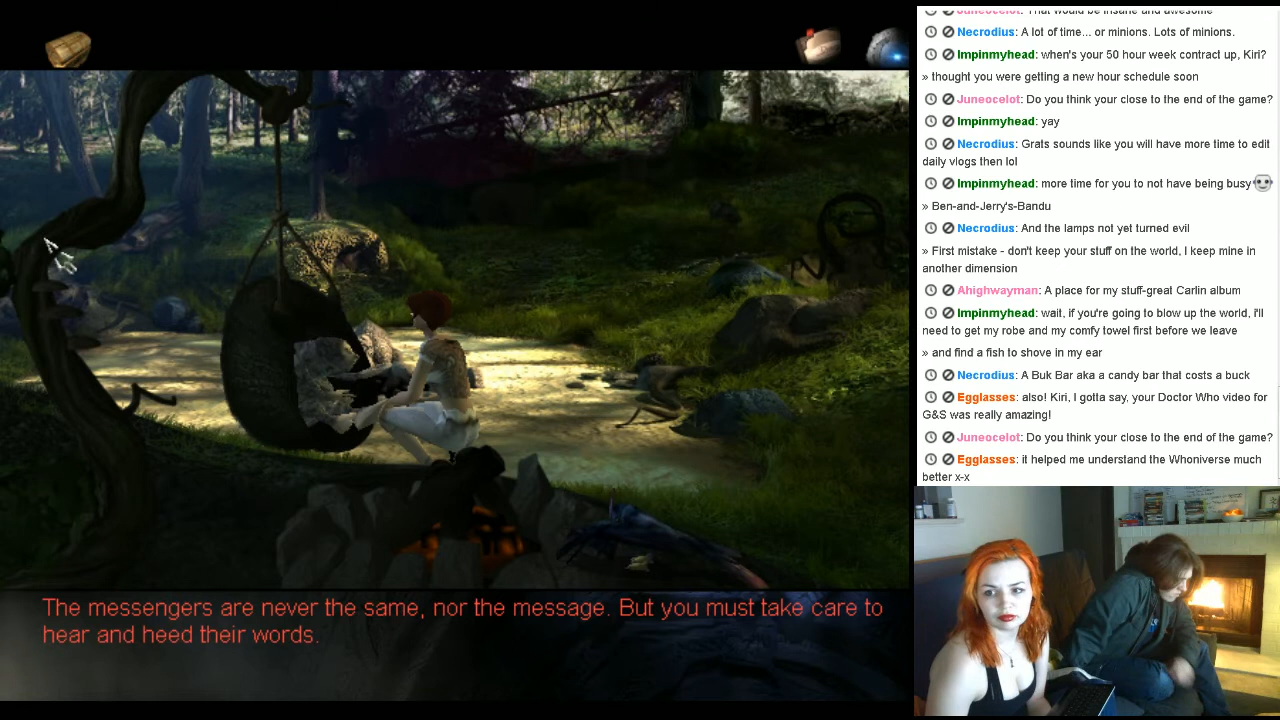 Juneocelot: That would be insane and awesome
Necrodius: A lot of time... or minions. Lots of minions.
Impinmyhead: when's your 50 hour week contract up, Kiri?
» thought you were getting a new hour schedule soon
Juneocelot: Do you think your close to the end of the game?
Impinmyhead: yay
Necrodius: Grats sounds like you will have more time to edit
daily vlogs then lol
Impinmyhead: more time for you to not have being busy
» Ben-and-Jerry's-Bandu
Necrodius: And the lamps not yet turned evil
» First mistake - don't keep your stuff on the world, I keep mine in
another dimension
Ahighwayman: A place for my stuff-great Carlin album
Impinmyhead: wait, if you're going to blow up the world, i'll
need to get my robe and my comfy towel first before we leave
» and find a fish to shove in my ear
Necrodius: A Buk Bar aka a candy bar that costs a buck
Egglasses: also! Kiri, I gotta say, your Doctor Who video for
G&S was really amazing!
Juneocelot: Do you think your close to the end of the game?
Egglasses: it helped me understand the Whoniverse much
better x-x
The messengers are never the same, nor the message. But you must take care to
hear and heed their words.